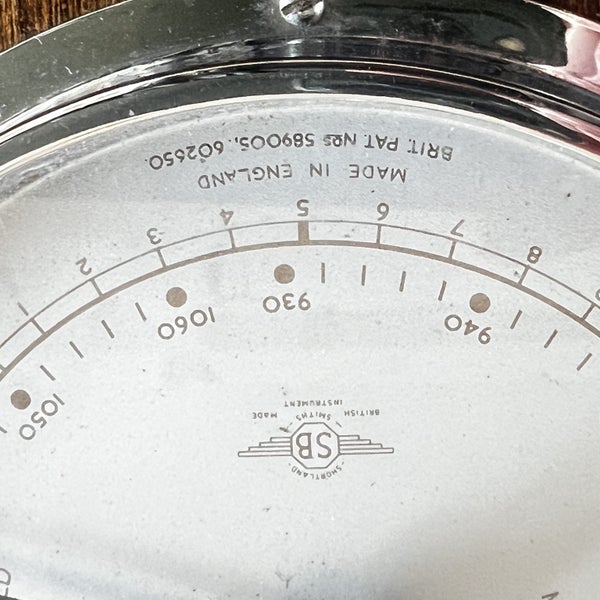 BRIT. PAT. Nos 589005, 602650.
MADE IN ENGLAND
1 2 3 4 5 6 7 8
1050 1060 930 940
SHORTLAND
SB
BRITISH SMITHS MADE
INSTRUMENT